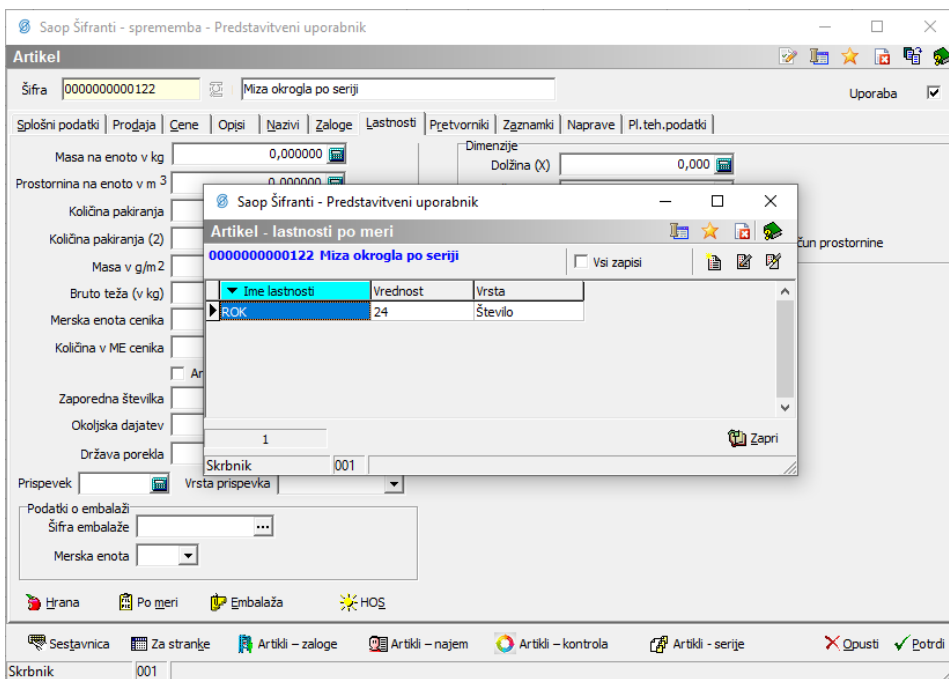 Saop Šifranti - sprememba - Predstavitveni uporabnik
Artikel
Šifra 0000000000122 Miza okrogla po seriji Uporaba
Splošni podatki Prodaja Cene Opisi Nazivi Zaloge Lastnosti Pretvorniki Zaznamki Naprave Pl.teh.podatki
Masa na enoto v kg 0,000000
Dimenzije
Dolžina (X) 0,000
Prostornina na enoto v m 3 0,000000
Količina pakiranja
Količina pakiranja (2)
čun prostornine
Masa v g/m2
Bruto teža (v kg)
Merska enota cenika
Količina v ME cenika
Ar
Zaporedna številka
Okoljska dajatev
Država porekla
Prispevek Vrsta prispevka
Podatki o embalaži
Šifra embalaže ...
Merska enota
Saop Šifranti - Predstavitveni uporabnik
Artikel - lastnosti po meri
0000000000122 Miza okrogla po seriji Vsi zapisi
Ime lastnosti Vrednost Vrsta
ROK 24 Število
1 Zapri
Skrbnik 001
Hrana Po meri Embalaža HOS
Sestavnica Za stranke Artikli – zaloge Artikli – najem Artikli – kontrola Artikli - serije Opusti Potrdi
Skrbnik 001